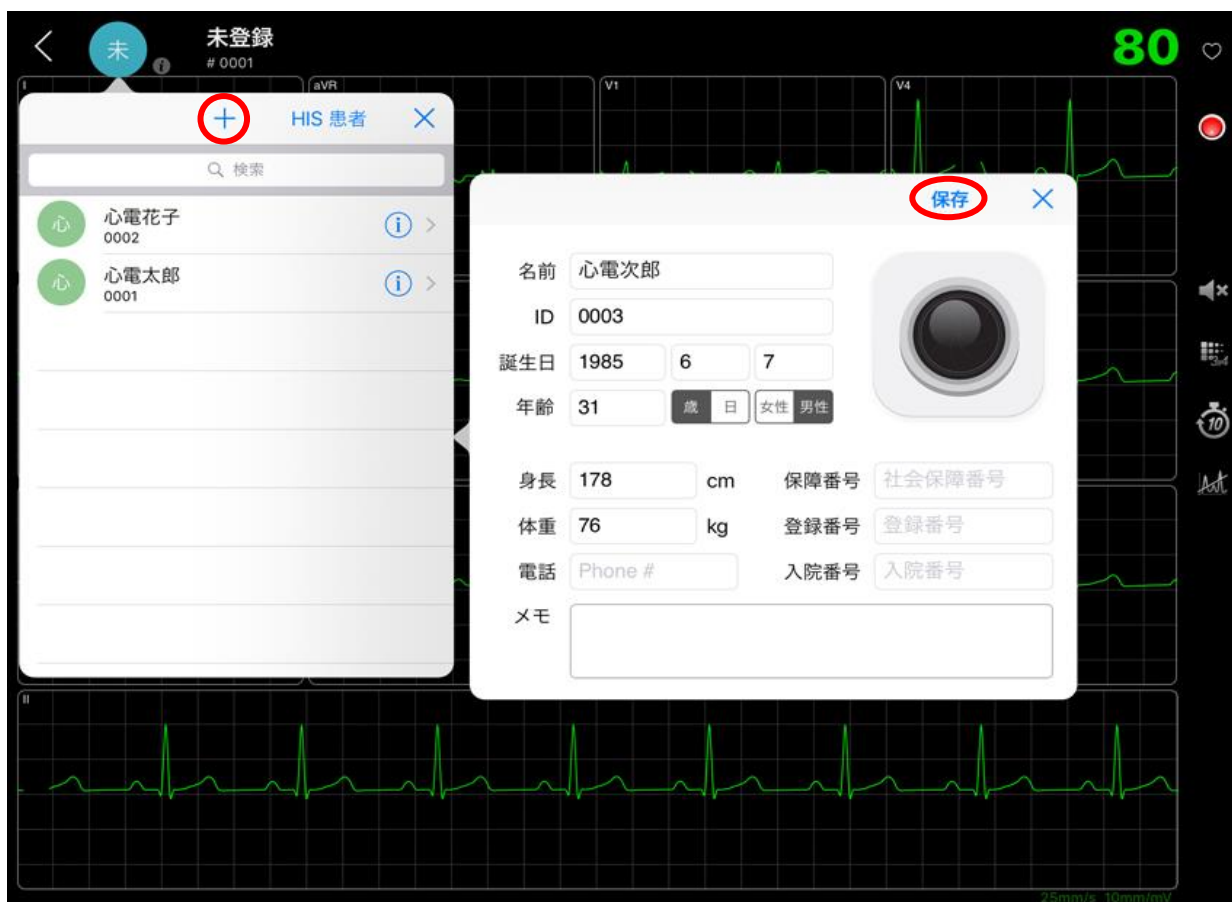 未 未登録 80
# 0001
I aVR V1 V4
HIS 患者
検索
心 心電花子
0002
心 心電太郎
0001
保存
名前 心電次郎
ID 0003
誕生日 1985 6 7
年齢 31 歳 日 女性 男性
身長 178 cm 保障番号 社会保障番号
体重 76 kg 登録番号 登録番号
電話 Phone # 入院番号 入院番号
メモ
3x4
10
II
25mm/s 10mm/mV